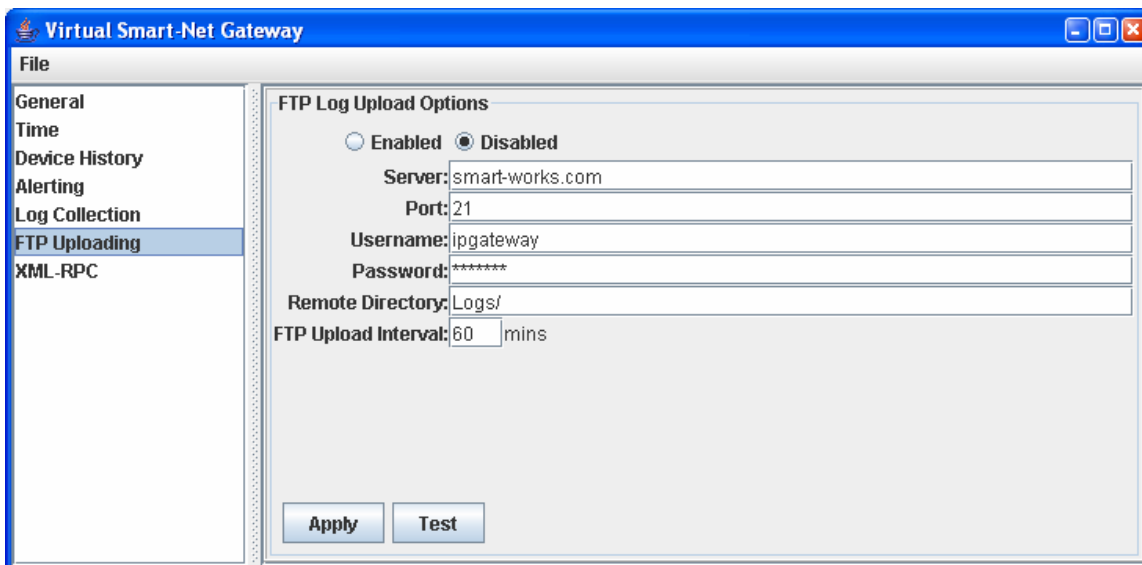 Virtual Smart-Net Gateway
File
General
Time
Device History
Alerting
Log Collection
FTP Uploading
XML-RPC
FTP Log Upload Options
Enabled Disabled
Server: smart-works.com
Port: 21
Username: ipgateway
Password: *******
Remote Directory: Logs/
FTP Upload Interval: 60 mins
Apply Test